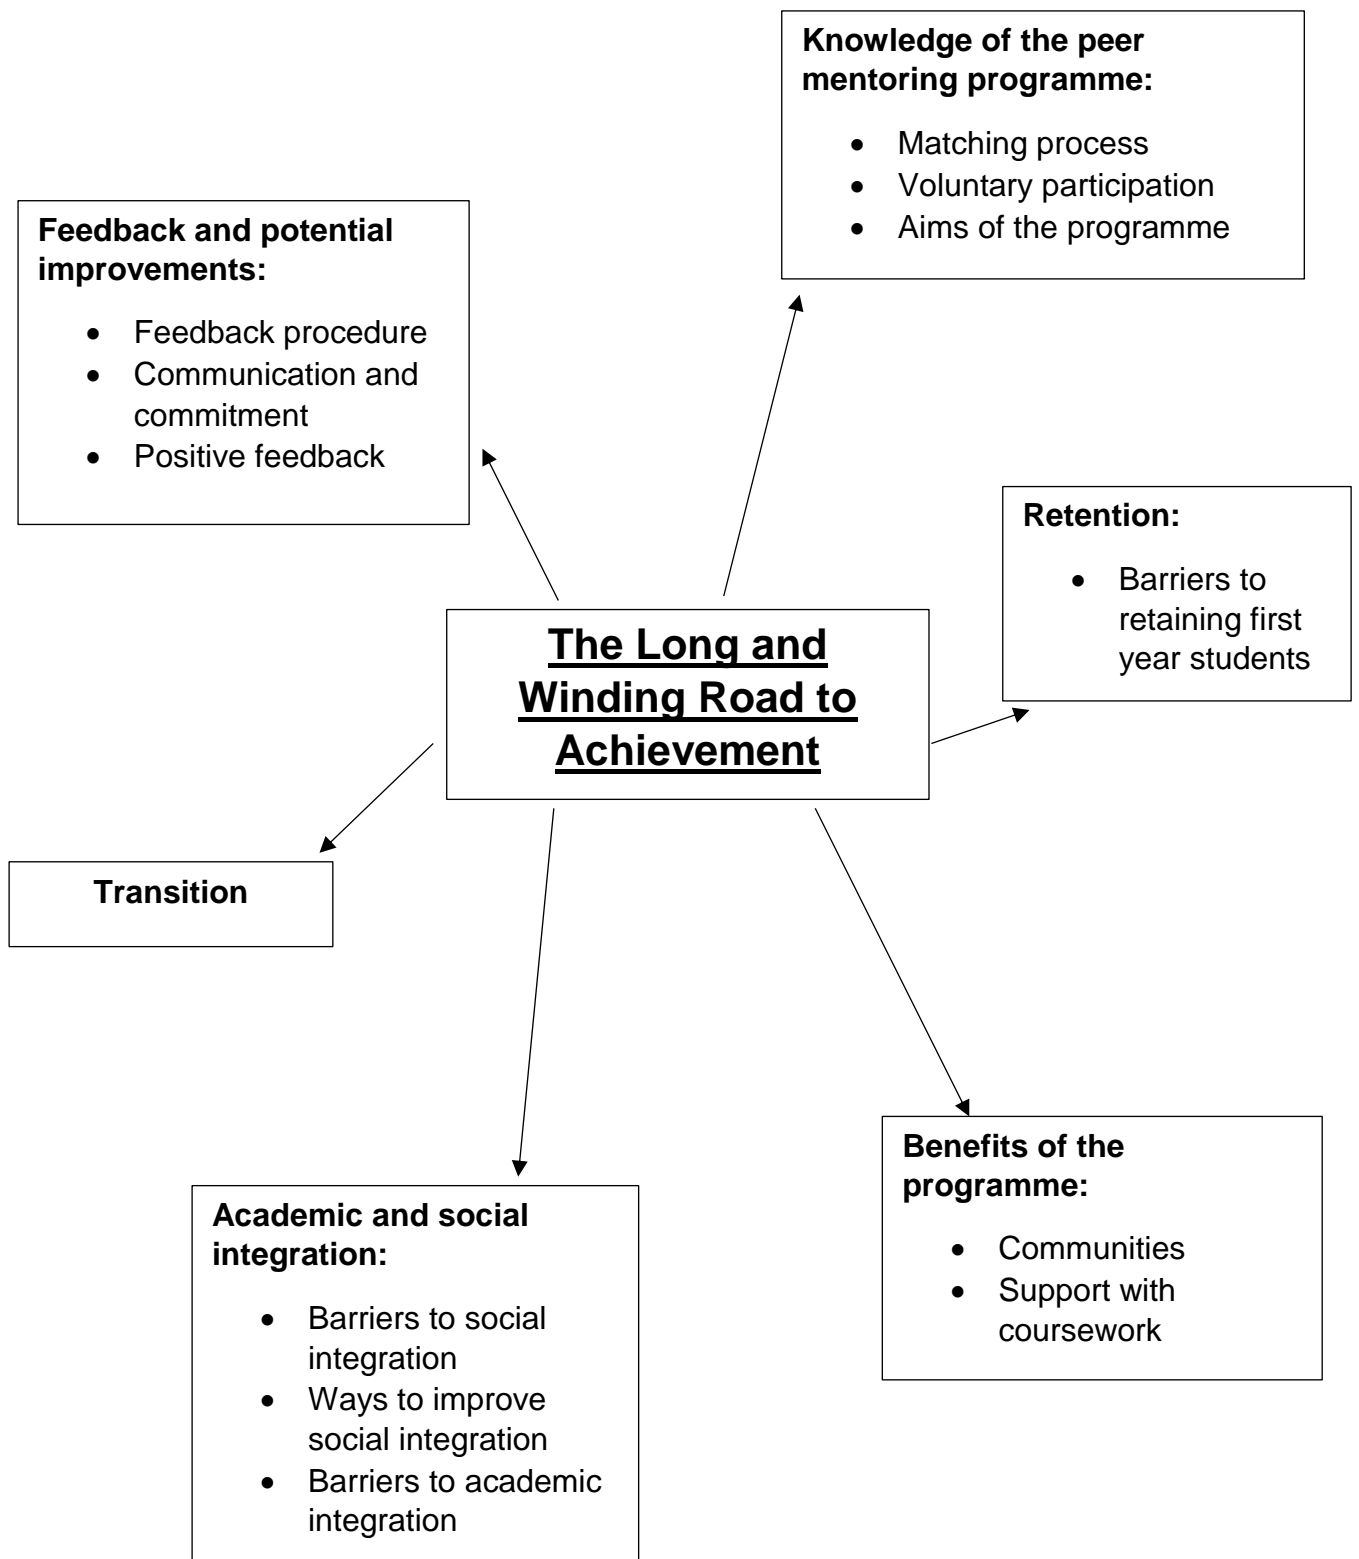 Knowledge of the peer
mentoring programme:
• Matching process
• Voluntary participation
• Aims of the programme
Feedback and potential
improvements:
• Feedback procedure
• Communication and
commitment
• Positive feedback
Retention:
• Barriers to
retaining first
year students
The Long and
Winding Road to
Achievement
Transition
Academic and social
integration:
• Barriers to social
integration
• Ways to improve
social integration
• Barriers to academic
integration
Benefits of the
programme:
• Communities
• Support with
coursework